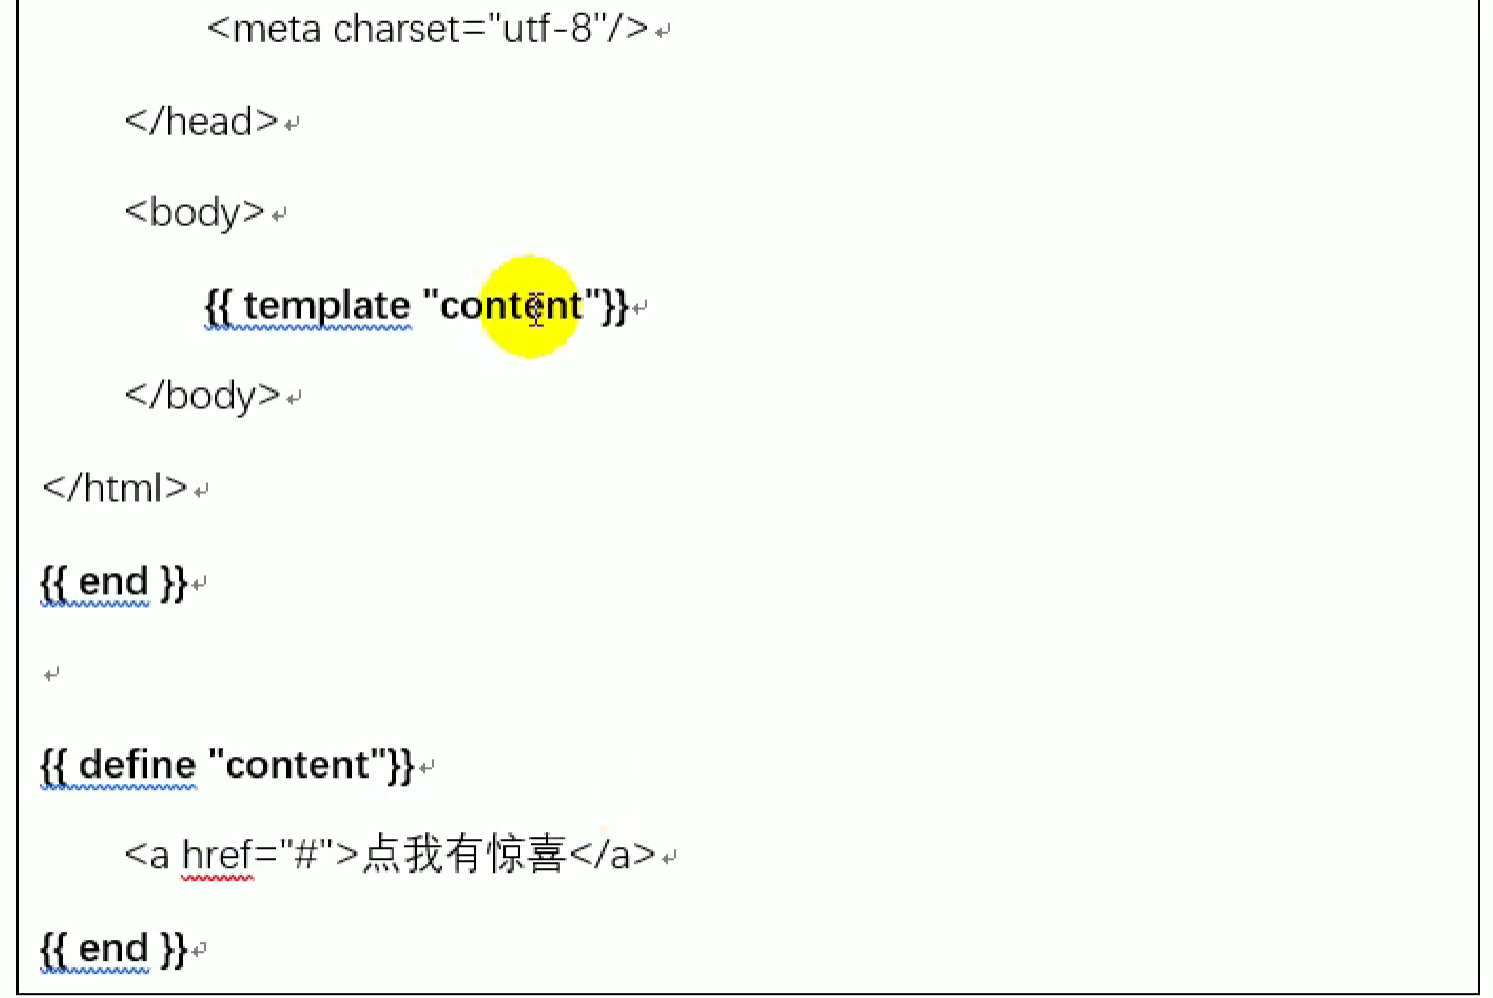 <meta charset="utf-8"/>
</head>
<body>
{{ template "content"}}
</body>
</html>
{{ end }}
{{ define "content"}}
<a href="#">点我有惊喜</a>
{{ end }}